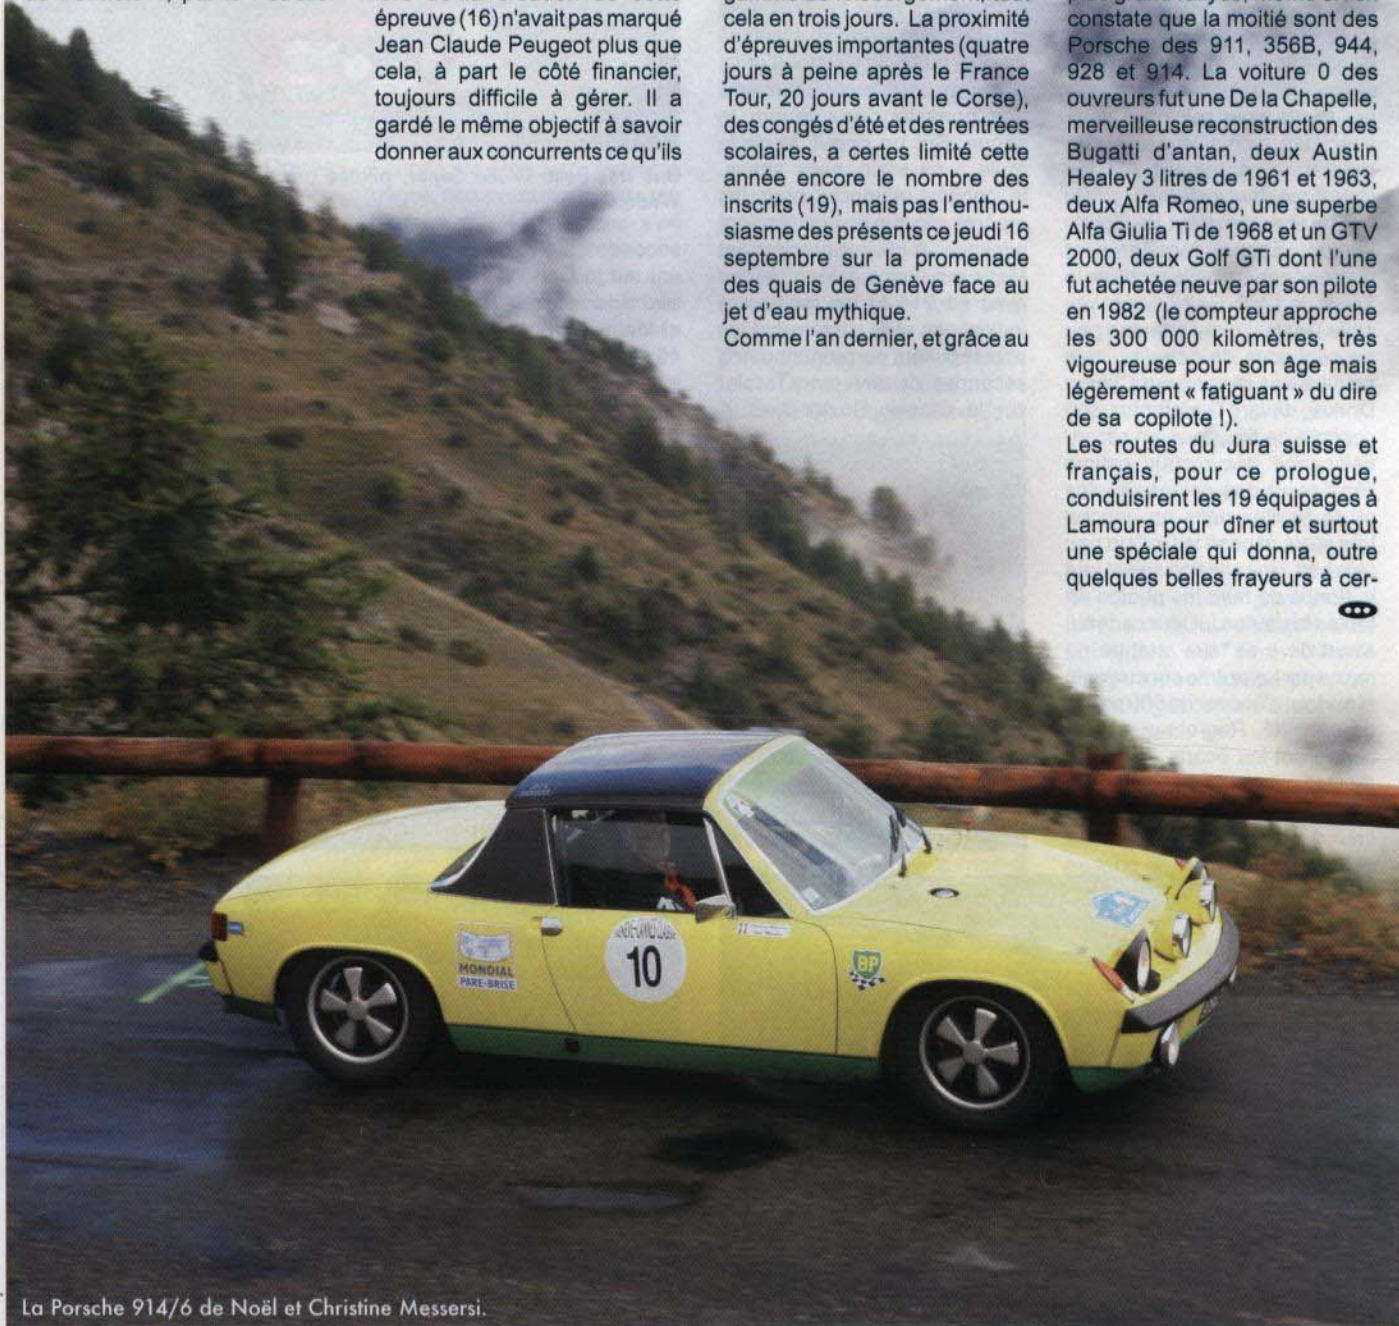 épreuve (16) n'avait pas marqué
Jean Claude Peugeot plus que
cela, à part le côté financier,
toujours difficile à gérer. Il a
gardé le même objectif à savoir
donner aux concurrents ce qu'ils
cela en trois jours. La proximité
d'épreuves importantes (quatre
jours à peine après le France
Tour, 20 jours avant le Corse),
des congés d'été et des rentrées
scolaires, a certes limité cette
année encore le nombre des
inscrits (19), mais pas l'enthou-
siasme des présents ce jeudi 16
septembre sur la promenade
des quais de Genève face au
jet d'eau mythique.
Comme l'an dernier, et grâce au
constate que la moitié sont des
Porsche des 911, 356B, 944,
928 et 914. La voiture 0 des
ouvreurs fut une De la Chapelle,
merveilleuse reconstruction des
Bugatti d'antan, deux Austin
Healey 3 litres de 1961 et 1963,
deux Alfa Romeo, une superbe
Alfa Giulia Ti de 1968 et un GTV
2000, deux Golf GTi dont l'une
fut achetée neuve par son pilote
en 1982 (le compteur approche
les 300 000 kilomètres, très
vigoureuse pour son âge mais
légèrement « fatiguant » du dire
de sa copilote !).
Les routes du Jura suisse et
français, pour ce prologue,
conduisirent les 19 équipages à
Lamoura pour dîner et surtout
une spéciale qui donna, outre
quelques belles frayeurs à cer-
MONDIAL
PARE-BRISE
GENÈVE-CANNES CLASSIC
10
BP
La Porsche 914/6 de Noël et Christine Messersi.